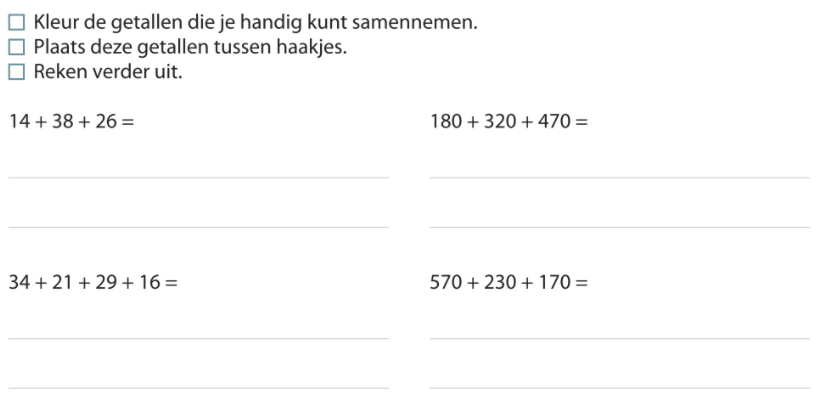 Kleur de getallen die je handig kunt samennemen.
Plaats deze getallen tussen haakjes.
Reken verder uit.
14 + 38 + 26 =
180 + 320 + 470 =
34 + 21 + 29 + 16 =
570 + 230 + 170 =